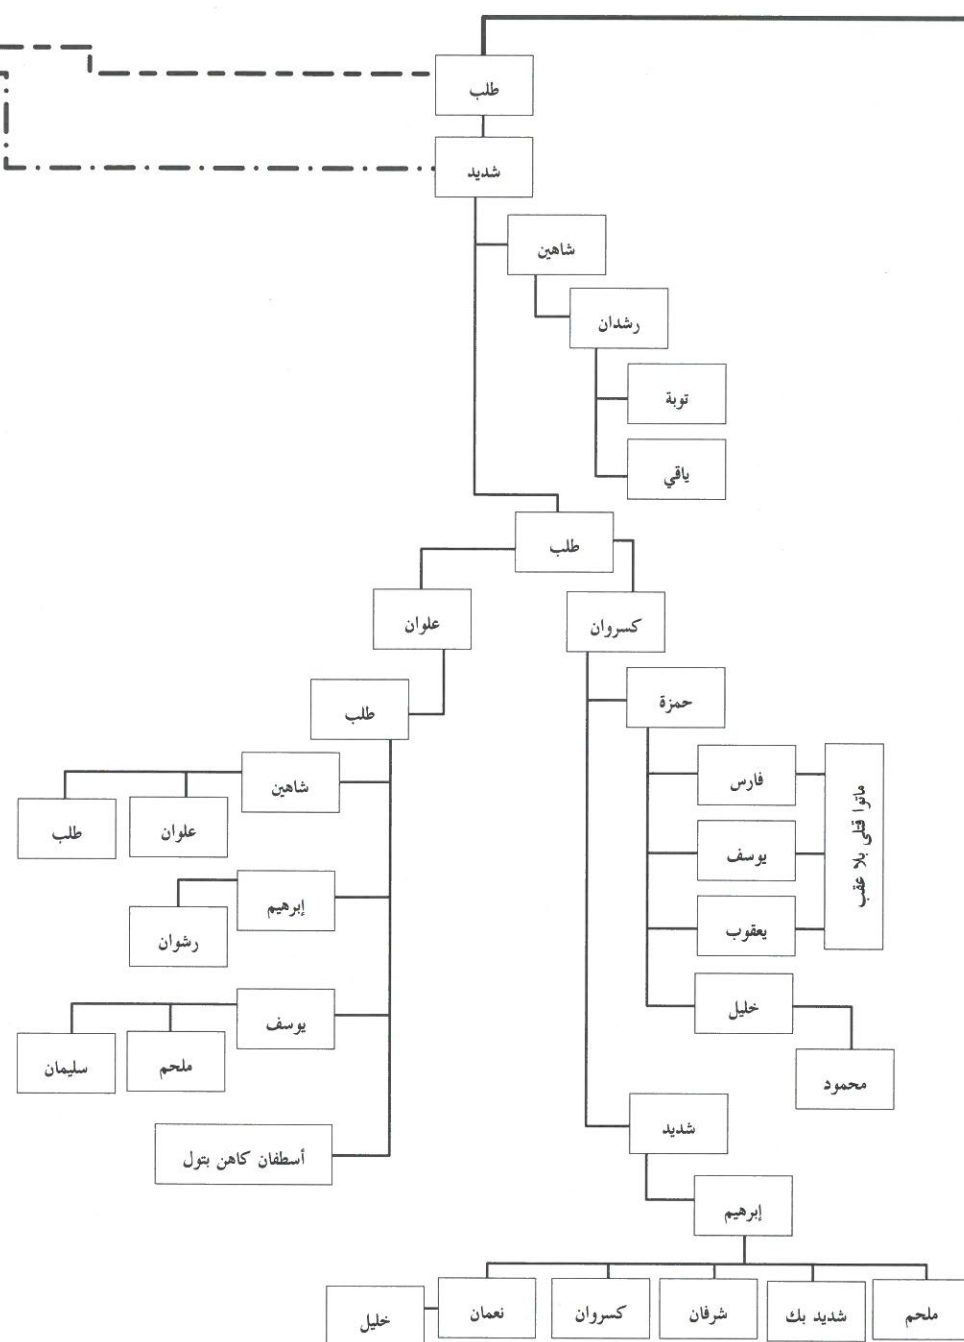 طلب
شديد
شاهين
رشدان
توبة
ياقي
طلب
كسروان
علوان
حمزة
فارس
يوسف
يعقوب
ماتوا قتلى بلا عقب
خليل
محمود
شديد
إبرهيم
ملحم
شديد بك
شرفان
كسروان
نعمان
خليل
طلب
شاهين
علوان
طلب
إبرهيم
رشوان
يوسف
ملحم
سليمان
أسطفان كاهن بتول